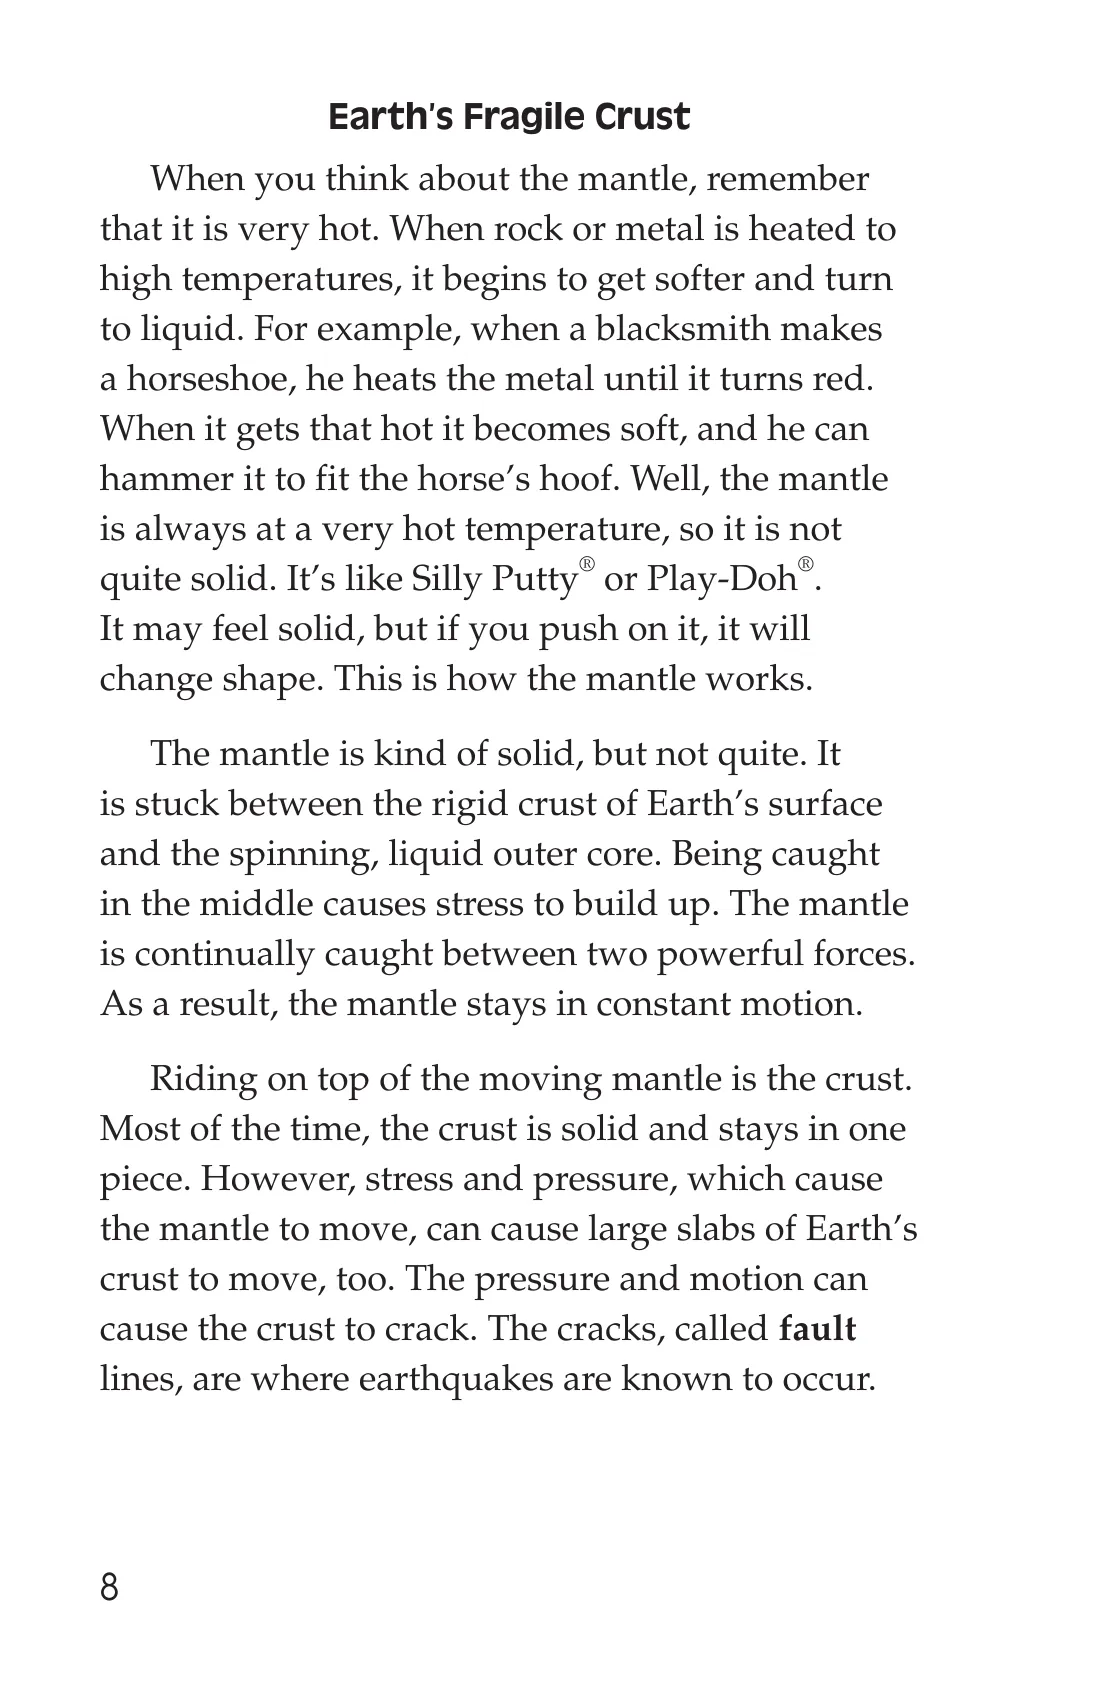 Earth's Fragile Crust
When you think about the mantle, remember
that it is very hot. When rock or metal is heated to
high temperatures, it begins to get softer and turn
to liquid. For example, when a blacksmith makes
a horseshoe, he heats the metal until it turns red.
When it gets that hot it becomes soft, and he can
hammer it to fit the horse’s hoof. Well, the mantle
is always at a very hot temperature, so it is not
quite solid. It’s like Silly Putty® or Play-Doh®.
It may feel solid, but if you push on it, it will
change shape. This is how the mantle works.
The mantle is kind of solid, but not quite. It
is stuck between the rigid crust of Earth’s surface
and the spinning, liquid outer core. Being caught
in the middle causes stress to build up. The mantle
is continually caught between two powerful forces.
As a result, the mantle stays in constant motion.
Riding on top of the moving mantle is the crust.
Most of the time, the crust is solid and stays in one
piece. However, stress and pressure, which cause
the mantle to move, can cause large slabs of Earth’s
crust to move, too. The pressure and motion can
cause the crust to crack. The cracks, called fault
lines, are where earthquakes are known to occur.
8